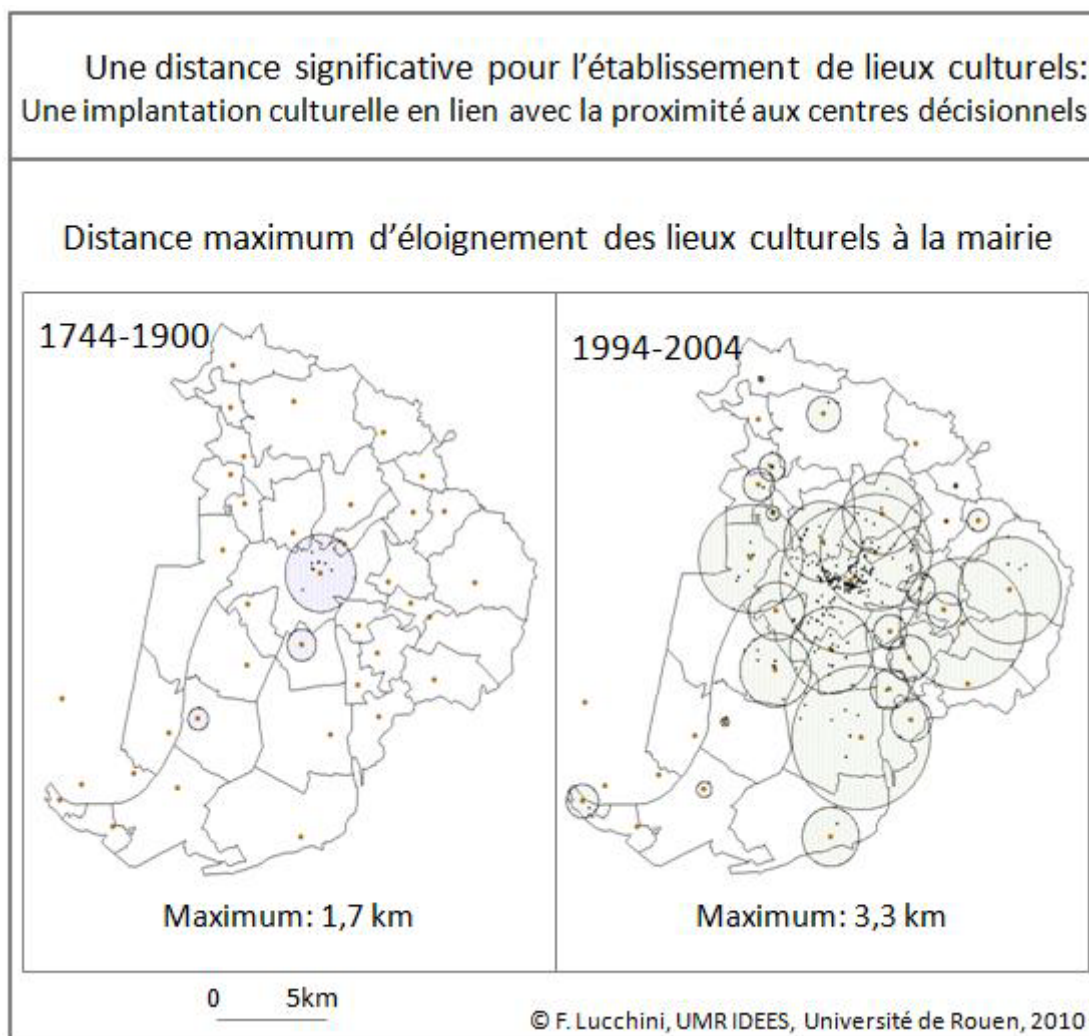 Une distance significative pour l'établissement de lieux culturels:
Une implantation culturelle en lien avec la proximité aux centres décisionnels
Distance maximum d'éloignement des lieux culturels à la mairie
1744-1900
1994-2004
Maximum: 1,7 km
Maximum: 3,3 km
0 5km
© F. Lucchini, UMR IDEES, Université de Rouen, 2010